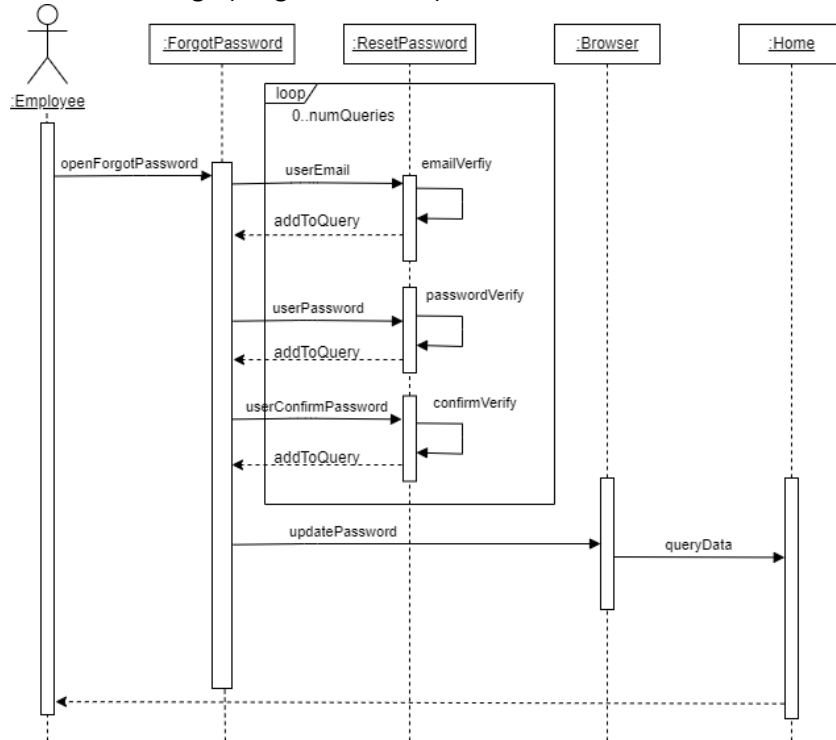 :ForgotPassword
:ResetPassword
:Browser
:Home
:Employee
loop
0..numQueries
openForgotPassword
userEmail
emailVerfiy
addToQuery
userPassword
passwordVerify
addToQuery
userConfirmPassword
confirmVerify
addToQuery
updatePassword
queryData